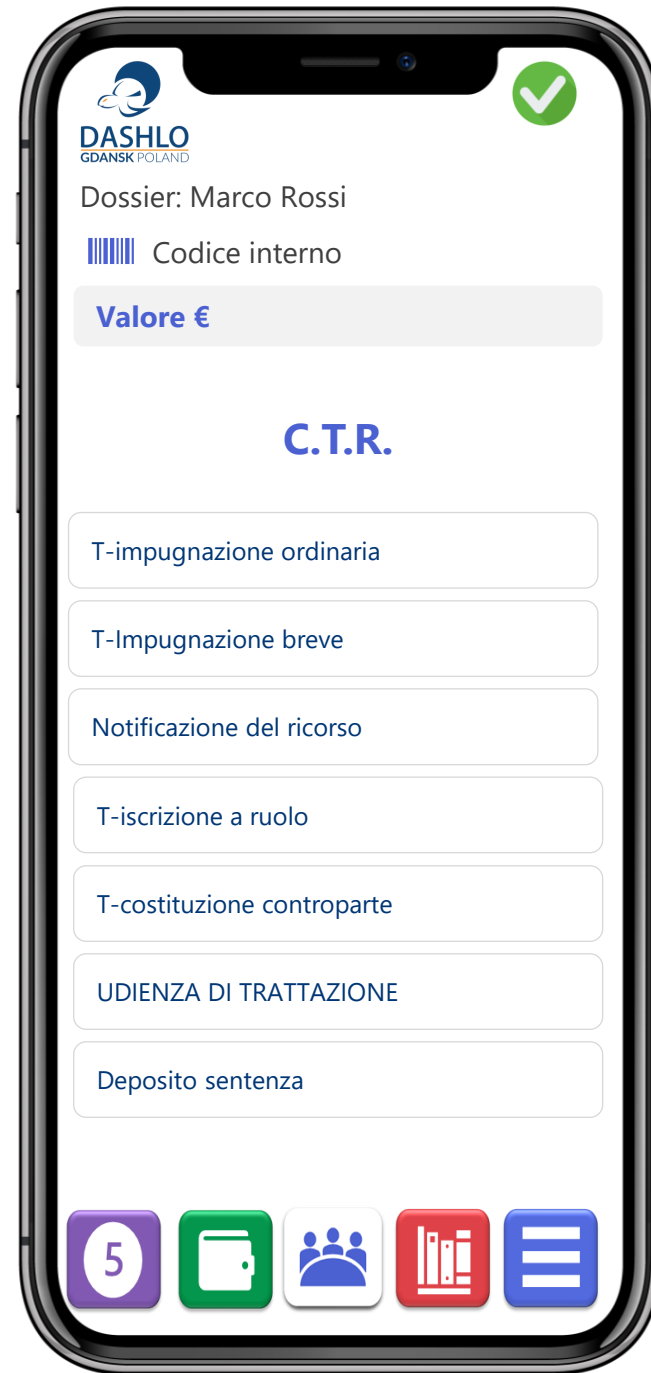 DASHLO
GDANSK POLAND
Dossier: Marco Rossi
Codice interno
Valore €
C.T.R.
T-impugnazione ordinaria
T-Impugnazione breve
Notificazione del ricorso
T-iscrizione a ruolo
T-costituzione controparte
UDIENZA DI TRATTAZIONE
Deposito sentenza
5